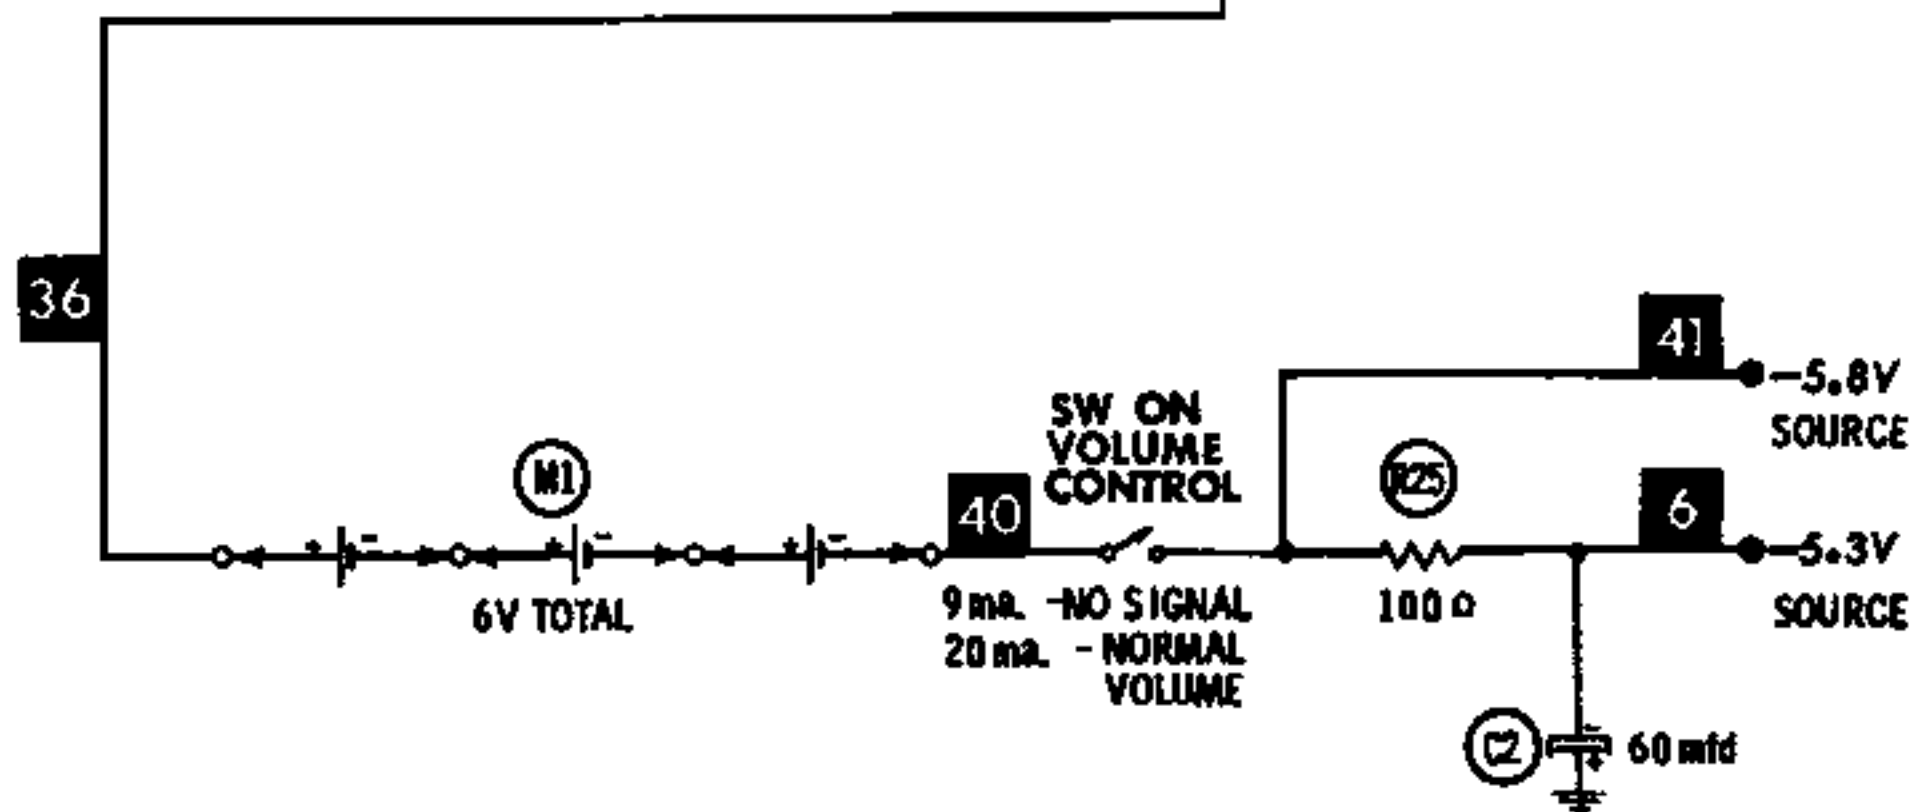 36
41
-5.8V
SOURCE
SW ON
VOLUME
CONTROL
M1
40
R25
6
-5.3V
SOURCE
+ - + - + -
6V TOTAL
9 ma. -NO SIGNAL
20 ma. - NORMAL
VOLUME
100 Ω
C2
-
+
60 mfd